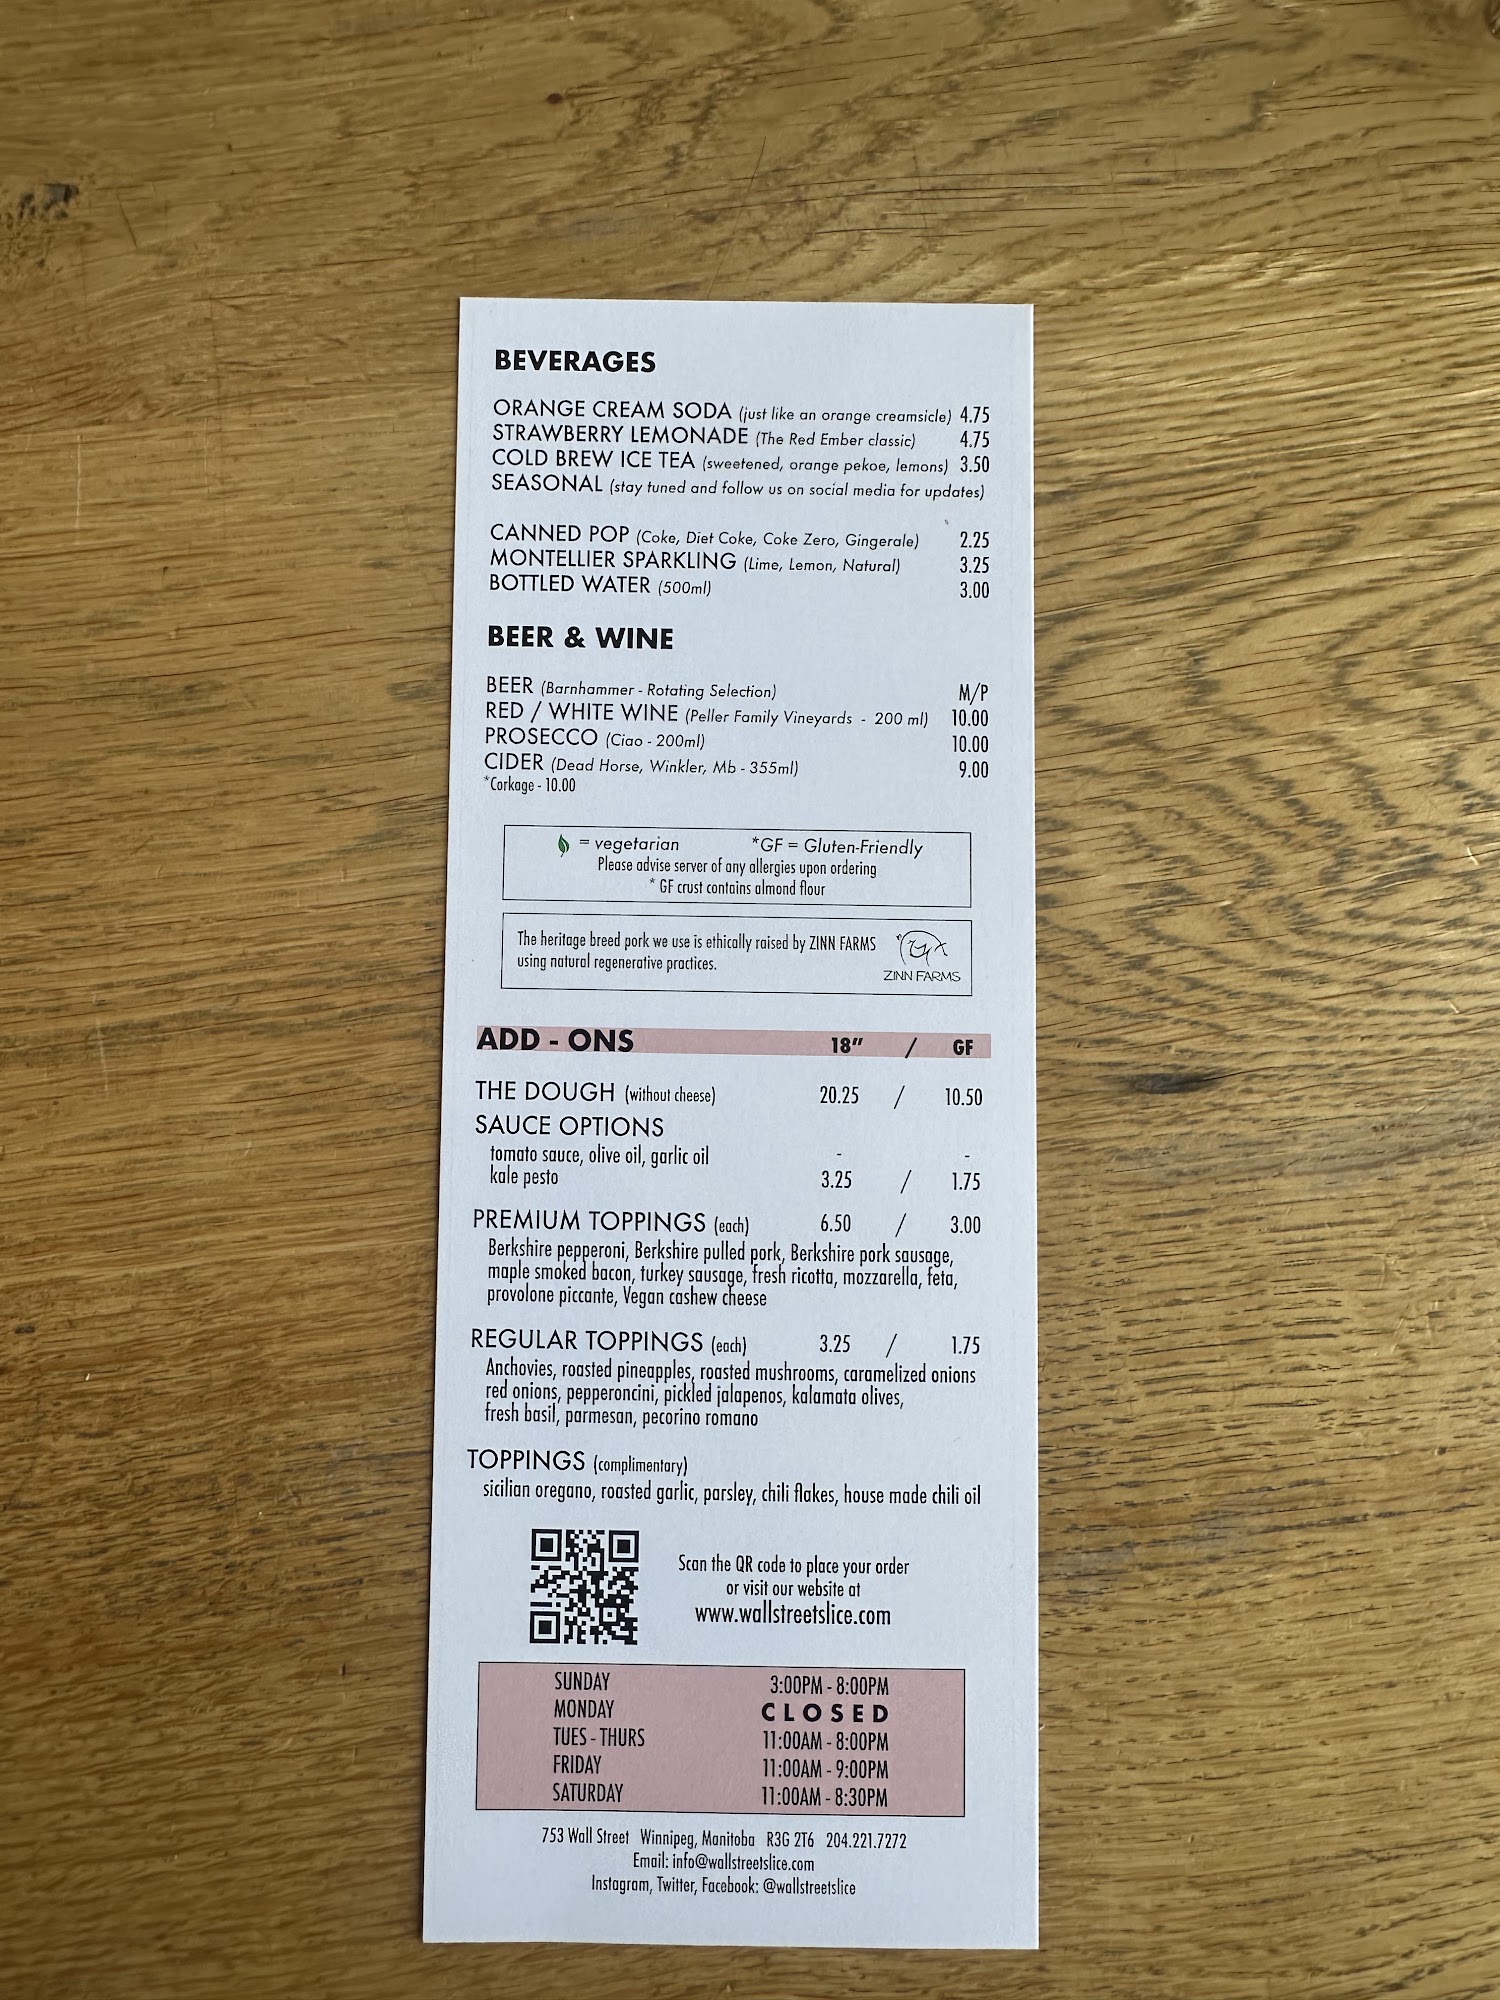 BEVERAGES
ORANGE CREAM SODA (just like an orange creamsicle) 4.75
STRAWBERRY LEMONADE (The Red Ember classic) 4.75
COLD BREW ICE TEA (sweetened, orange pekoe, lemons) 3.50
SEASONAL (stay tuned and follow us on social media for updates)
CANNED POP (Coke, Diet Coke, Coke Zero, Gingerale) 2.25
MONTELLIER SPARKLING (Lime, Lemon, Natural) 3.25
BOTTLED WATER (500ml) 3.00
BEER & WINE
BEER (Barnhammer - Rotating Selection) M/P
RED / WHITE WINE (Peller Family Vineyards - 200 ml) 10.00
PROSECCO (Ciao - 200ml) 10.00
CIDER (Dead Horse, Winkler, Mb - 355ml) 9.00
*Corkage - 10.00
= vegetarian *GF = Gluten-Friendly
Please advise server of any allergies upon ordering
* GF crust contains almond flour
The heritage breed pork we use is ethically raised by ZINN FARMS
using natural regenerative practices.
ZINN FARMS
ADD - ONS 18" / GF
THE DOUGH (without cheese) 20.25 / 10.50
SAUCE OPTIONS
tomato sauce, olive oil, garlic oil - -
kale pesto 3.25 / 1.75
PREMIUM TOPPINGS (each) 6.50 / 3.00
Berkshire pepperoni, Berkshire pulled pork, Berkshire pork sausage,
maple smoked bacon, turkey sausage, fresh ricotta, mozzarella, feta,
provolone piccante, Vegan cashew cheese
REGULAR TOPPINGS (each) 3.25 / 1.75
Anchovies, roasted pineapples, roasted mushrooms, caramelized onions
red onions, pepperoncini, pickled jalapenos, kalamata olives,
fresh basil, parmesan, pecorino romano
TOPPINGS (complimentary)
sicilian oregano, roasted garlic, parsley, chili flakes, house made chili oil
Scan the QR code to place your order
or visit our website at
www.wallstreetslice.com
SUNDAY 3:00PM - 8:00PM
MONDAY CLOSED
TUES - THURS 11:00AM - 8:00PM
FRIDAY 11:00AM - 9:00PM
SATURDAY 11:00AM - 8:30PM
753 Wall Street Winnipeg, Manitoba R3G 2T6 204.221.7272
Email: info@wallstreetslice.com
Instagram, Twitter, Facebook: @wallstreetslice